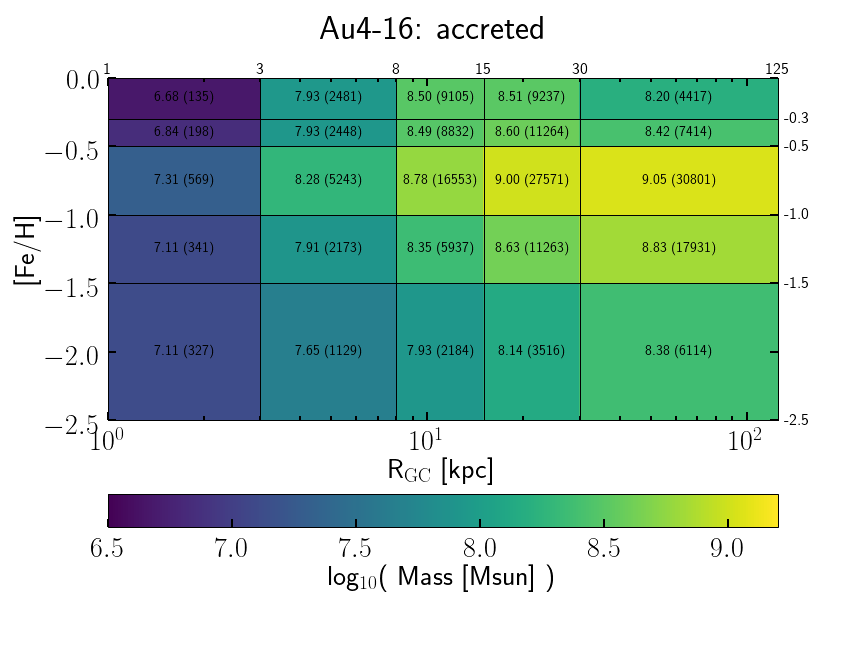 Au4-16: accreted
1 3 8 15 30 125
0.0
6.68 (135) 7.93 (2481) 8.50 (9105) 8.51 (9237) 8.20 (4417)
-0.3
6.84 (198) 7.93 (2448) 8.49 (8832) 8.60 (11264) 8.42 (7414)
−0.5 -0.5
7.31 (569) 8.28 (5243) 8.78 (16553) 9.00 (27571) 9.05 (30801)
−1.0 -1.0
[Fe/H]
7.11 (341) 7.91 (2173) 8.35 (5937) 8.63 (11263) 8.83 (17931)
−1.5 -1.5
7.11 (327) 7.65 (1129) 7.93 (2184) 8.14 (3516) 8.38 (6114)
−2.0
−2.5 -2.5
10⁰ 10¹ 10²
R_GC [kpc]
6.5 7.0 7.5 8.0 8.5 9.0
log₁₀( Mass [Msun] )